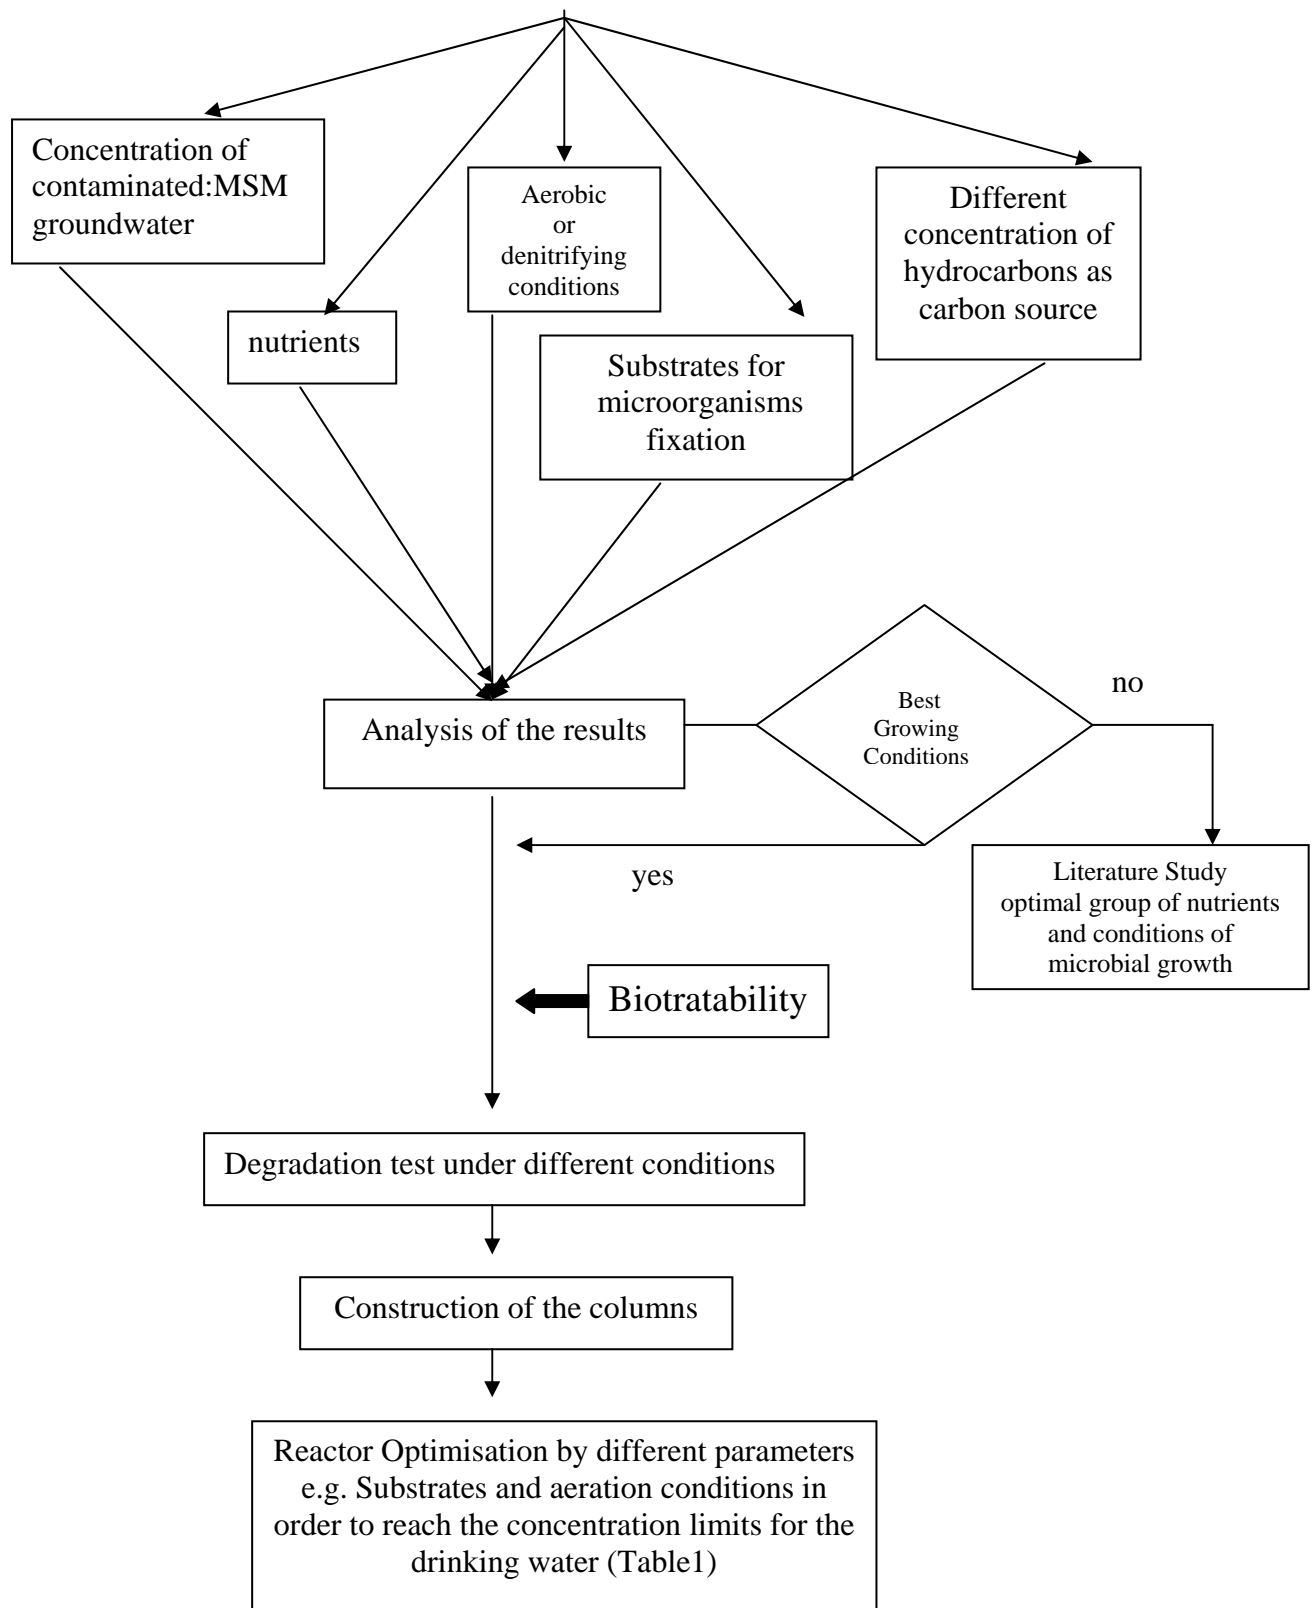 Concentration of
contaminated:MSM
groundwater
nutrients
Aerobic
or
denitrifying
conditions
Substrates for
microorganisms
fixation
Different
concentration of
hydrocarbons as
carbon source
Analysis of the results
Best
Growing
Conditions
no
yes
Literature Study
optimal group of nutrients
and conditions of
microbial growth
Biotratability
Degradation test under different conditions
Construction of the columns
Reactor Optimisation by different parameters
e.g. Substrates and aeration conditions in
order to reach the concentration limits for the
drinking water (Table1)